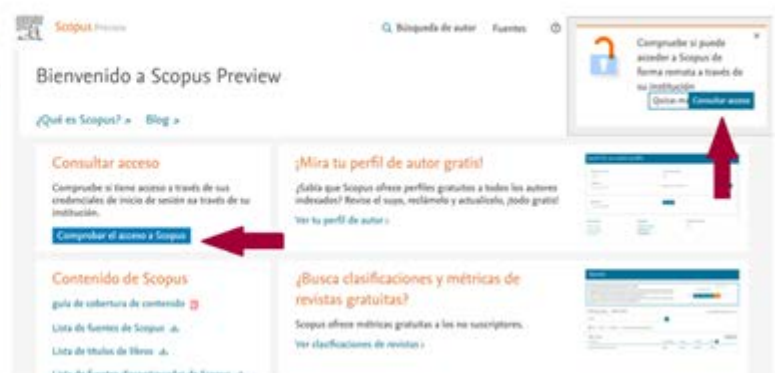 Scopus Preview
Búsqueda de autor Fuentes
Compruebe si puede
acceder a Scopus de
forma remota a través de
su institución
Consultar acceso
Bienvenido a Scopus Preview
¿Qué es Scopus? Blog
Consultar acceso
Compruebe si tiene acceso a través de sus
credenciales de inicio de sesión oa través de su
institución.
Comprobar el acceso a Scopus
¡Mira tu perfil de autor gratis!
¿Sabía que Scopus ofrece perfiles gratuitos a todos los autores
indexados? Revise el suyo, reclámelo y actualícelo, ¡todo gratis!
Ver tu perfil de autor
Contenido de Scopus
guía de cobertura de contenido
Lista de fuentes de Scopus
Lista de títulos de libros
¿Busca clasificaciones y métricas de
revistas gratuitas?
Scopus ofrece métricas gratuitas a los no suscriptores.
Ver clasificaciones de revistas